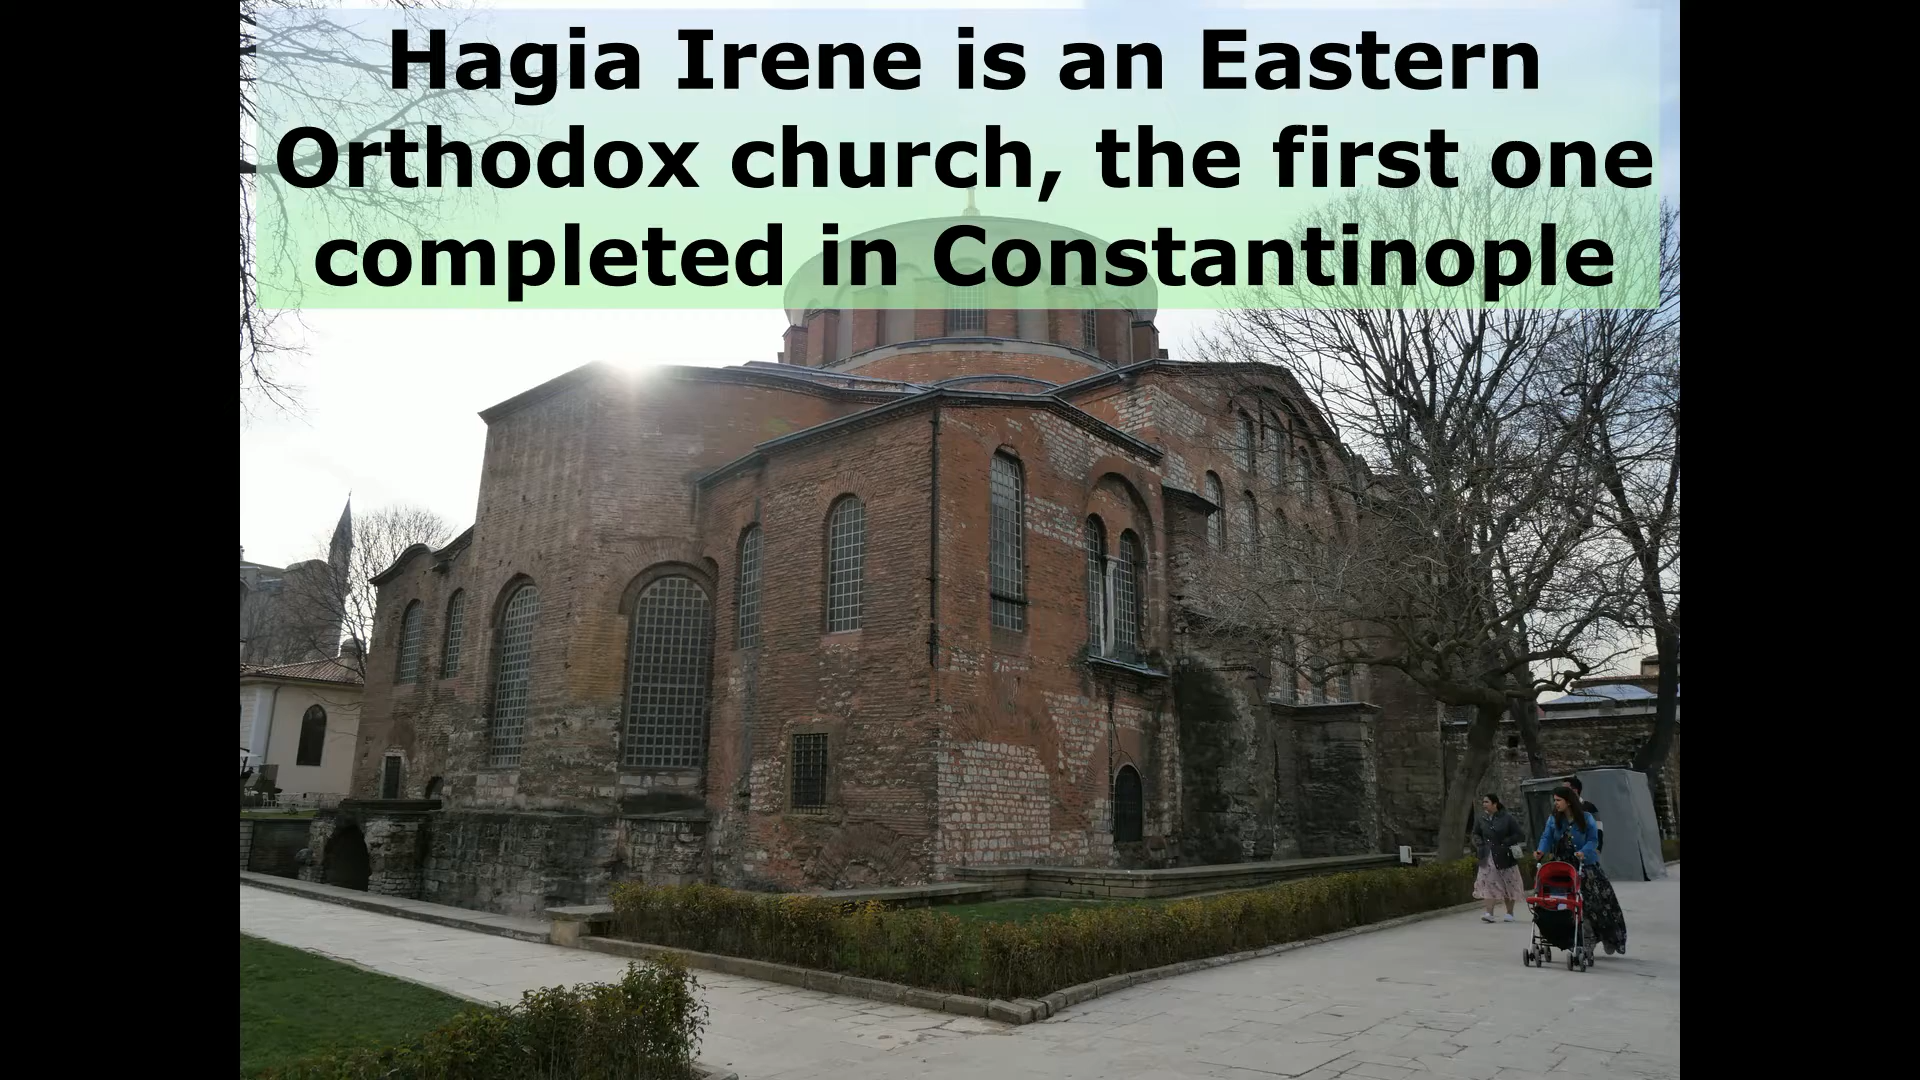 Hagia Irene is an Eastern
Orthodox church, the first one
completed in Constantinople